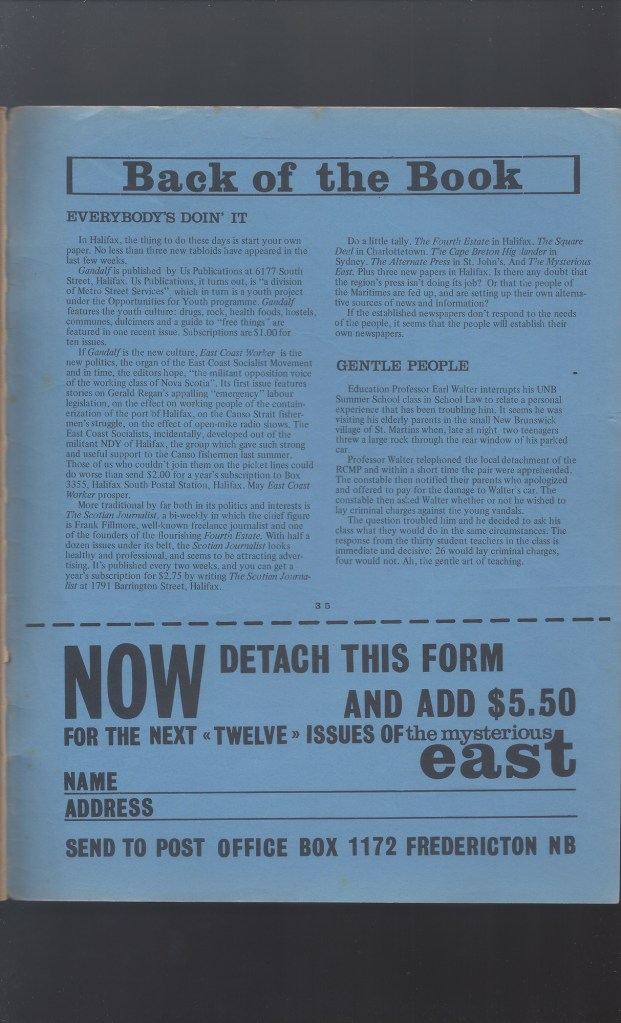 Back of the Book
EVERYBODY'S DOIN' IT
In Halifax, the thing to do these days is start your own
paper. No less than three new tabloids have appeared in the
last few weeks.
Gandalf is published by Us Publications at 6177 South
Street, Halifax. Us Publications, it turns out, is "a division
of Metro Street Services", which in turn is a youth project
under the Opportunities for Youth programme. Gandalf
features the youth culture: drugs, rock, health foods, hostels,
communes, dulcimers and a guide to "free things" are
featured in one recent issue. Subscriptions are $1.00 for
ten issues.
If Gandalf is the new culture, East Coast Worker is the
new politics, the organ of the East Coast Socialist Movement
and in time, the editors hope, "the militant opposition voice
of the working class of Nova Scotia". Its first issue features
stories on Gerald Regan's appalling "emergency" labour
legislation, on the effect on working people of the contain-
erization of the port of Halifax, on the Canso Strait fisher-
men's struggle, on the effect of open-mike radio shows. The
East Coast Socialists, incidentally, developed out of the
militant NDY of Halifax, the group which gave such strong
and useful support to the Canso fishermen last summer.
Those of us who couldn't join them on the picket lines could
do worse than send $2.00 for a year's subscription to Box
3355, Halifax South Postal Station, Halifax. May East Coast
Worker prosper.
More traditional by far both in its politics and interests is
The Scotian Journalist, a bi-weekly in which the chief figure
is Frank Fillmore, well-known freelance journalist and one
of the founders of the flourishing Fourth Estate. With half a
dozen issues under its belt, the Scotian Journalist looks
healthy and professional, and seems to be attracting adver-
tising. It's published every two weeks, and you can get a
year's subscription for $2,75 by writing The Scotian Journa-
list at 1791 Barrington Street, Halifax.
Do a little tally. The Fourth Estate in Halifax. The Square
Deal in Charlottetown. The Cape Breton Highlander in
Sydney. The Alternate Press in St. John's. And The Mysterious
East. Plus three new papers in Halifax. Is there any doubt that
the region's press isn't doing its job? Or that the people of
the Maritimes are fed up, and are setting up their own alterna-
tive sources of news and information?
If the established newspapers don't respond to the needs
of the people, it seems that the people will establish their
own newspapers.
GENTLE PEOPLE
Education Professor Earl Walter interrupts his UNB
Summer School class in School Law to relate a personal
experience that has been troubling him. It seems he was
visiting his elderly parents in the small New Brunswick
village of St. Martins when, late at night two teenagers
threw a large rock through the rear window of his parked
car.
Professor Walter telephoned the local detachment of the
RCMP and within a short time the pair were apprehended.
The constable then notified their parents who apologized
and offered to pay for the damage to Walter's car. The
constable then asked Walter whether or not he wished to
lay criminal charges against the young vandals.
The question troubled him and he decided to ask his
class what they would do in the same circumstances. The
response from the thirty student teachers in the class is
immediate and decisive: 26 would lay criminal charges,
four would not. Ah, the gentle art of teaching.
35
NOW DETACH THIS FORM
AND ADD $5.50
FOR THE NEXT «TWELVE» ISSUES OF the mysterious
east
NAME
ADDRESS
SEND TO POST OFFICE BOX 1172 FREDERICTON NB